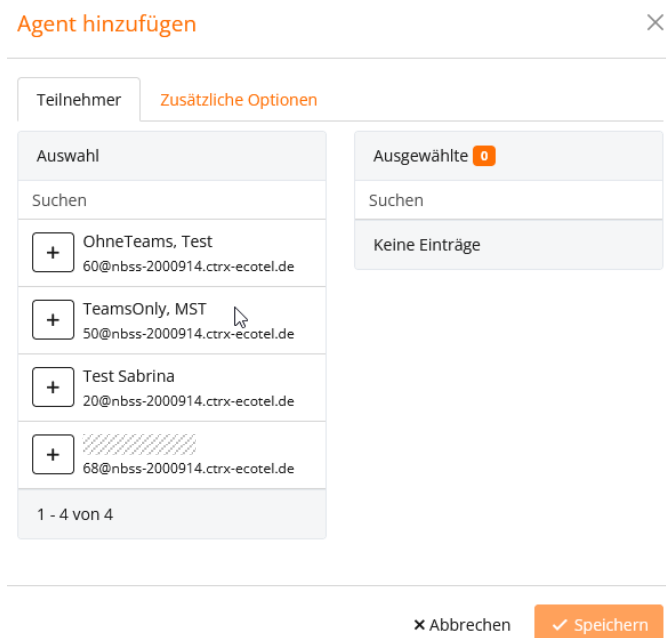 Agent hinzufügen
Teilnehmer
Zusätzliche Optionen
Auswahl
Suchen
OhneTeams, Test
60@nbss-2000914.ctrx-ecotel.de
TeamsOnly, MST
50@nbss-2000914.ctrx-ecotel.de
Test Sabrina
20@nbss-2000914.ctrx-ecotel.de
68@nbss-2000914.ctrx-ecotel.de
1 - 4 von 4
Ausgewählte 0
Suchen
Keine Einträge
Abbrechen
Speichern